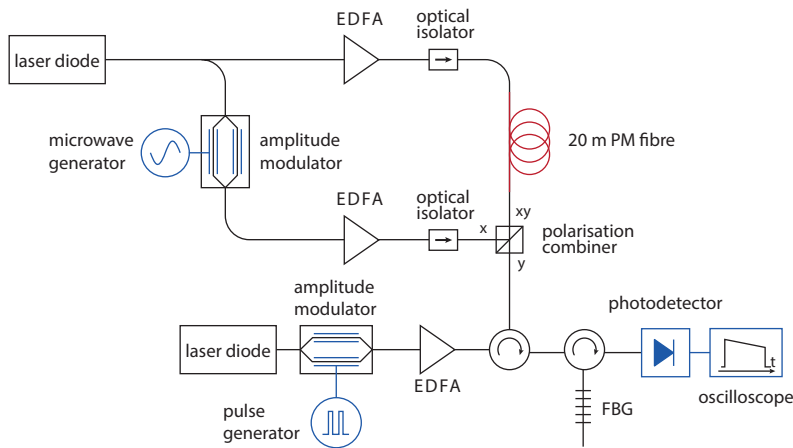 EDFA
optical
isolator
laser diode
microwave
generator
amplitude
modulator
20 m PM fibre
EDFA
optical
isolator
x
xy
y
polarisation
combiner
amplitude
modulator
laser diode
EDFA
photodetector
t
oscilloscope
FBG
pulse
generator